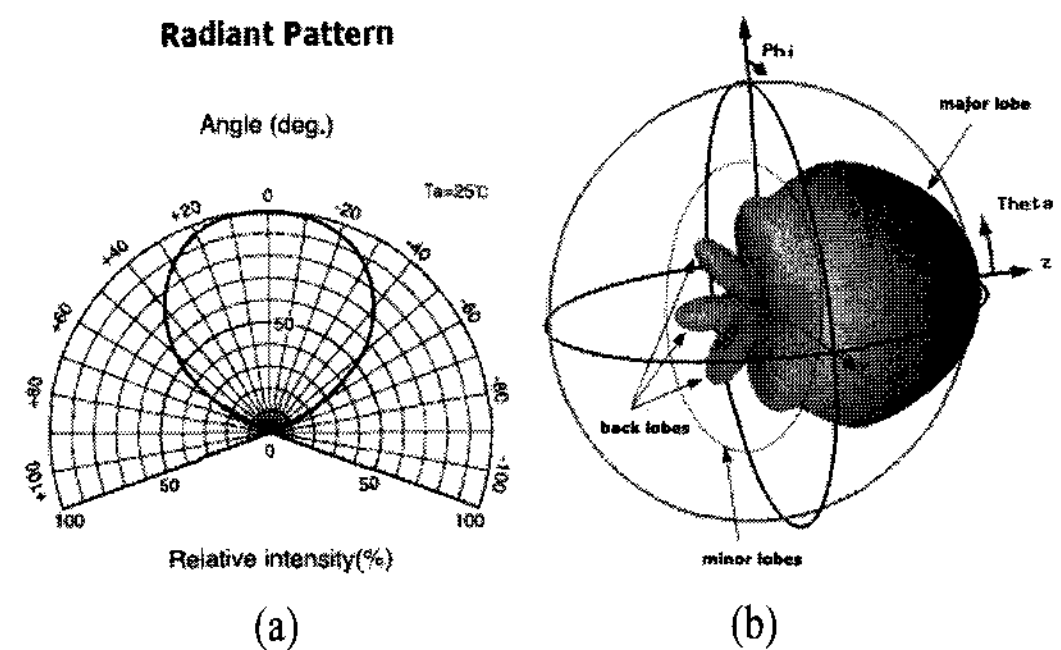 Radiant Pattern
Angle (deg.)
Ta=25℃
0
+20
-20
+40
-40
+60
-60
+80
-80
+100
-100
50
0
50
50
100
100
Relative intensity(%)
(a)
Phi
major lobe
Theta
z
back lobes
minor lobes
(b)